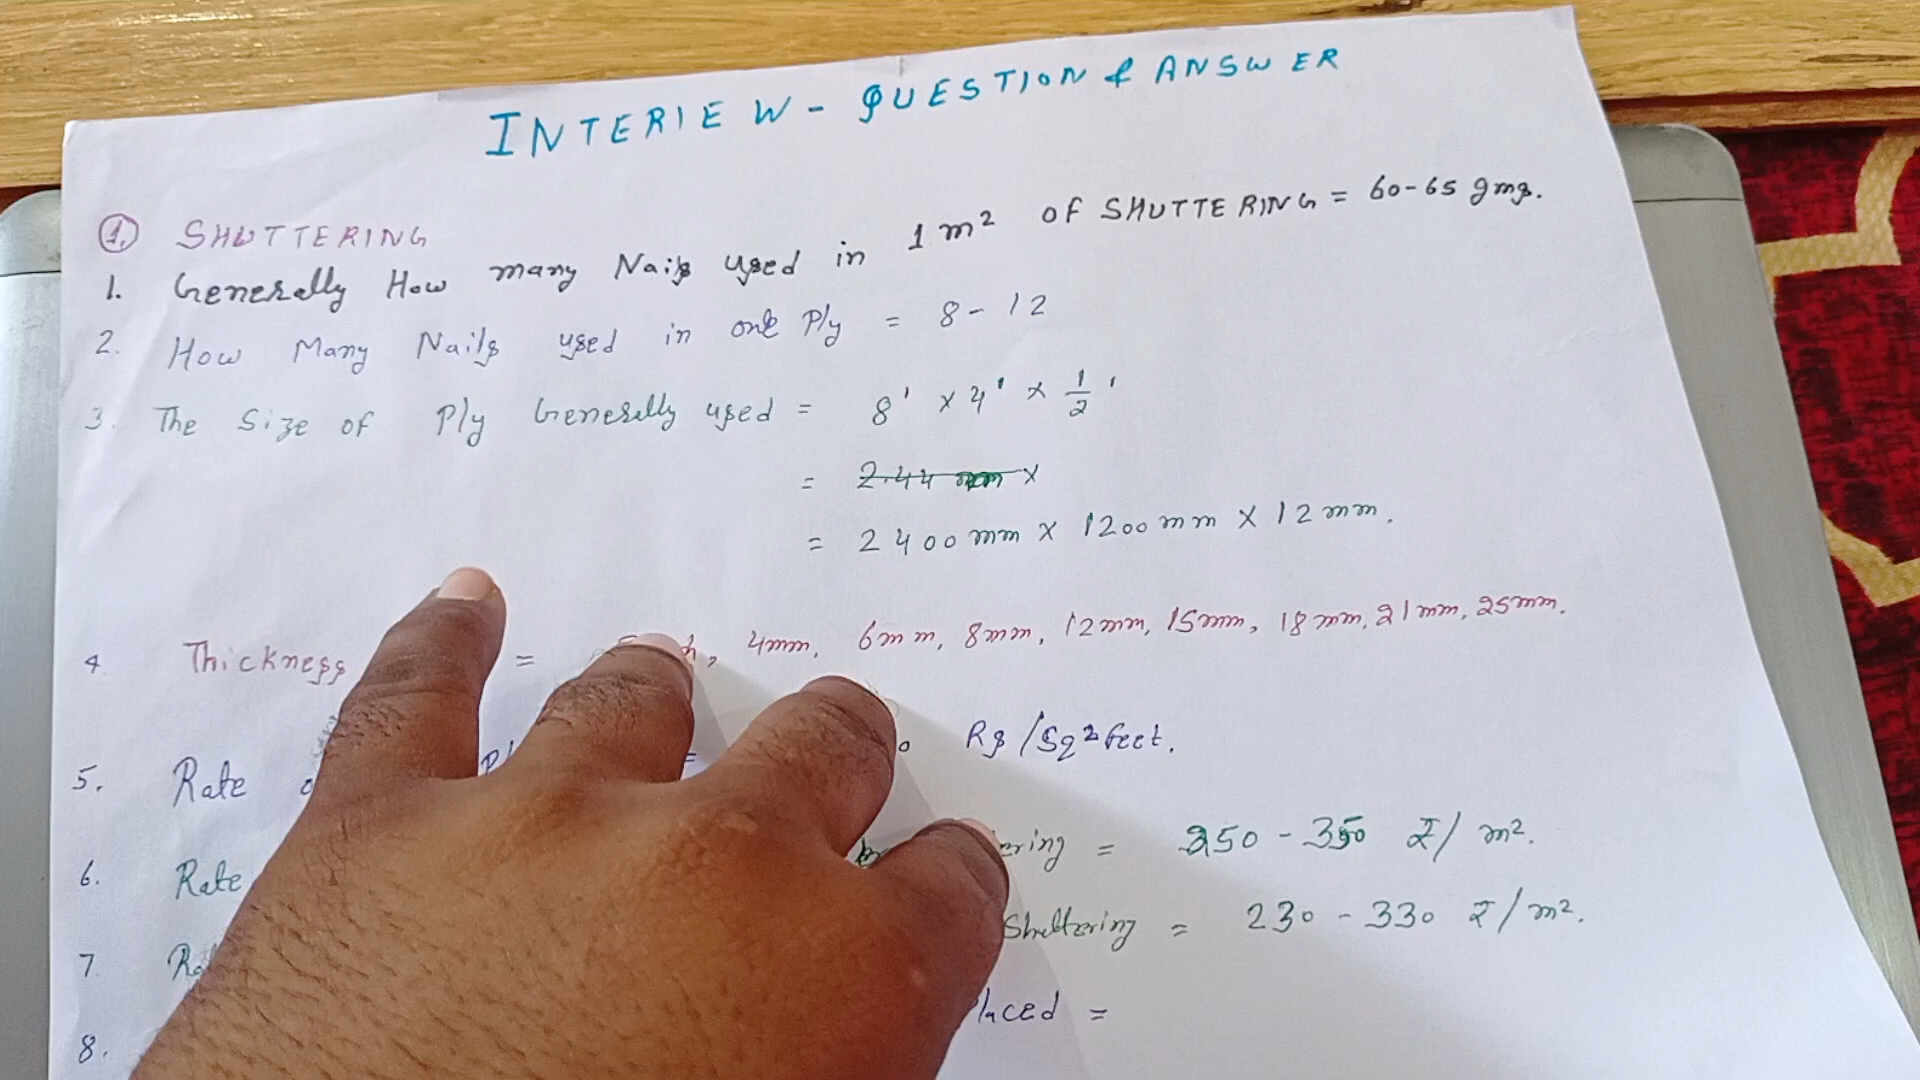 INTERIEW - QUESTION & ANSWER
1. SHUTTERING
1. Generally How many Nails used in 1 m² OF SHUTTERING = 60-65 gms.
2. How Many Nails used in one Ply = 8 - 12
3. The Size of Ply Generally used = 8' x 4' x 1/2'
= 2.44 mm x
= 2400 mm x 1200 mm x 12 mm.
4. Thickness = 4mm, 6mm, 8mm, 12mm, 15mm, 18mm, 21mm, 25mm.
5. Rate = Rs /Sq² feet.
6. Rate = 250 - 350 ₹/ m².
7. Shuttering = 230 - 330 ₹/ m².
8. =